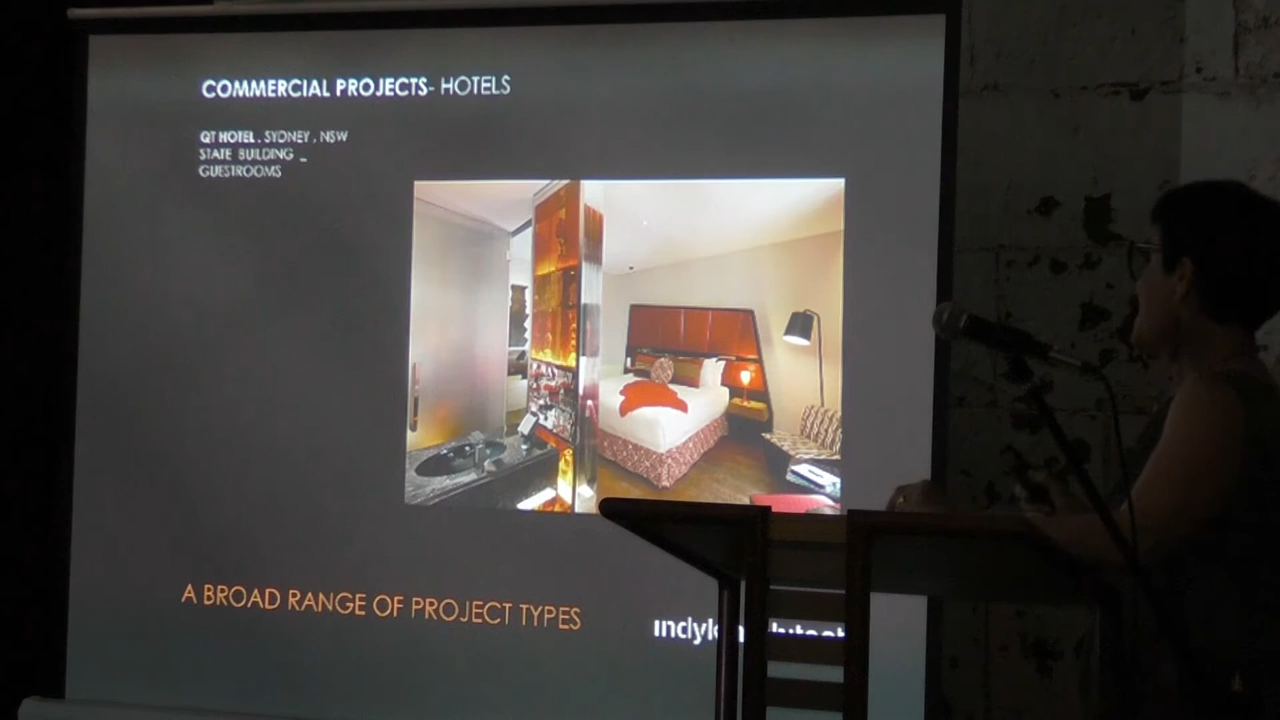 COMMERCIAL PROJECTS- HOTELS
QT HOTEL . SYDNEY , NSW
STATE BUILDING _
GUESTROOMS
A BROAD RANGE OF PROJECT TYPES